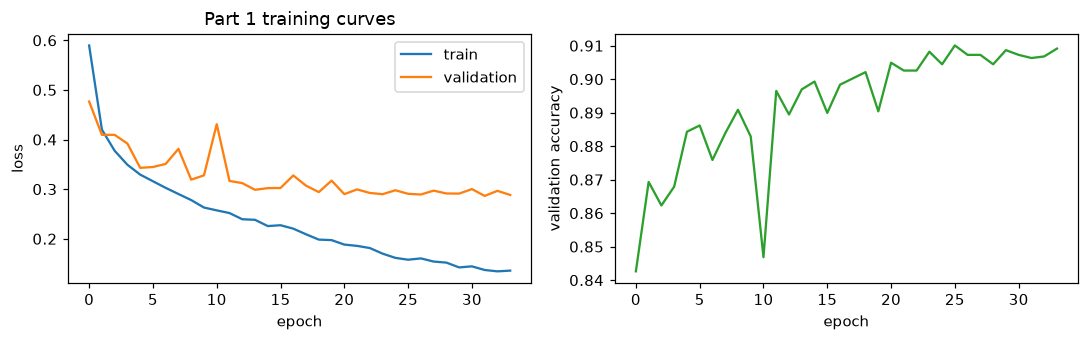 Part 1 training curves
loss
0.6
0.5
0.4
0.3
0.2
train
validation
0 5 10 15 20 25 30
epoch
validation accuracy
0.91
0.90
0.89
0.88
0.87
0.86
0.85
0.84
0 5 10 15 20 25 30
epoch